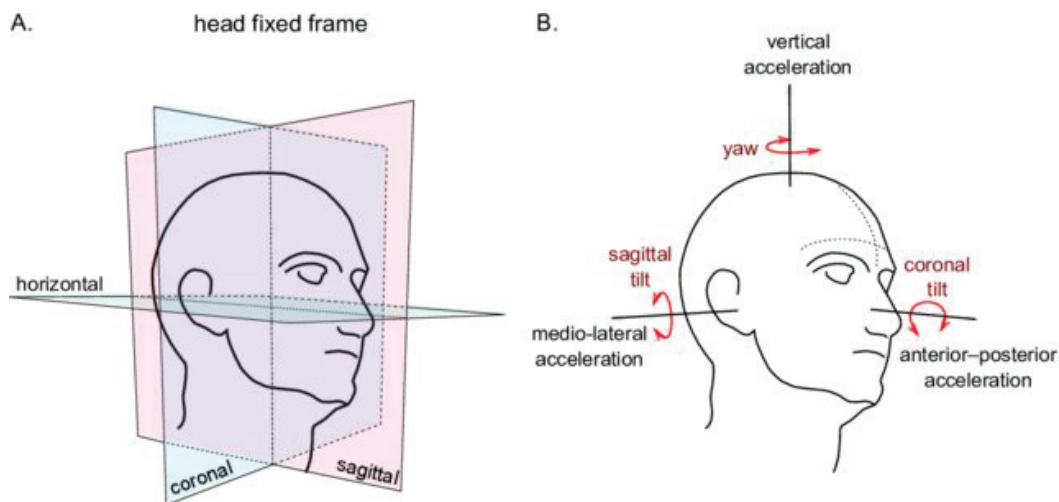 A.
head fixed frame
horizontal
coronal
sagittal
B.
vertical
acceleration
yaw
sagittal
tilt
coronal
tilt
medio-lateral
acceleration
anterior–posterior
acceleration